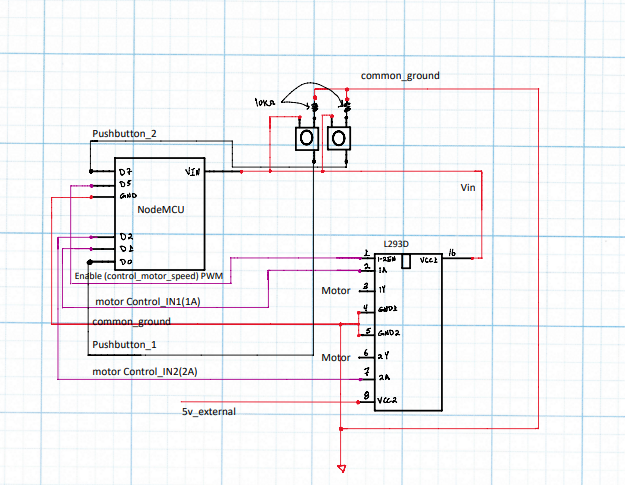 common_ground
10KΩ
Pushbutton_2
D7
VIN
D5
GND
NodeMCU
Vin
D2
D1
D0
L293D
Enable (control_motor_speed) PWM
1
1-2EN
VCC1
16
2
1A
Motor
3
1Y
motor Control_IN1(1A)
4
GND1
common_ground
5
GND2
Pushbutton_1
Motor
6
2Y
motor Control_IN2(2A)
7
2A
8
VCC2
5v_external